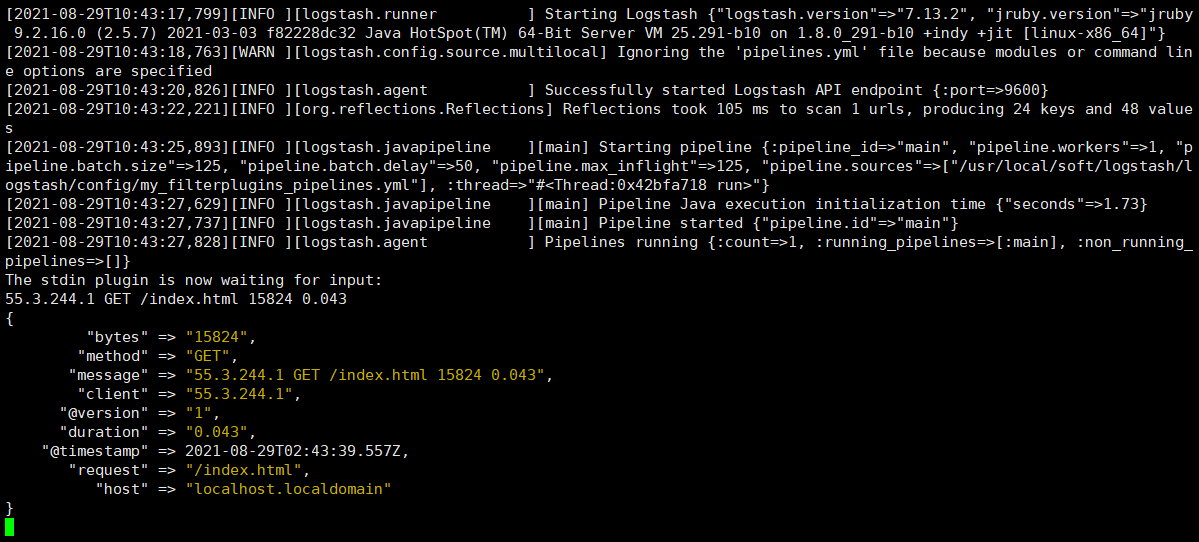 [2021-08-29T10:43:17,799][INFO ][logstash.runner          ] Starting Logstash {"logstash.version"=>"7.13.2", "jruby.version"=>"jruby
 9.2.16.0 (2.5.7) 2021-03-03 f82228dc32 Java HotSpot(TM) 64-Bit Server VM 25.291-b10 on 1.8.0_291-b10 +indy +jit [linux-x86_64]"}
[2021-08-29T10:43:18,763][WARN ][logstash.config.source.multilocal] Ignoring the 'pipelines.yml' file because modules or command lin
e options are specified
[2021-08-29T10:43:20,826][INFO ][logstash.agent           ] Successfully started Logstash API endpoint {:port=>9600}
[2021-08-29T10:43:22,221][INFO ][org.reflections.Reflections] Reflections took 105 ms to scan 1 urls, producing 24 keys and 48 value
s
[2021-08-29T10:43:25,893][INFO ][logstash.javapipeline    ][main] Starting pipeline {:pipeline_id=>"main", "pipeline.workers"=>1, "p
ipeline.batch.size"=>125, "pipeline.batch.delay"=>50, "pipeline.max_inflight"=>125, "pipeline.sources"=>["/usr/local/soft/logstash/l
ogstash/config/my_filterplugins_pipelines.yml"], :thread=>"#<Thread:0x42bfa718 run>"}
[2021-08-29T10:43:27,629][INFO ][logstash.javapipeline    ][main] Pipeline Java execution initialization time {"seconds"=>1.73}
[2021-08-29T10:43:27,737][INFO ][logstash.javapipeline    ][main] Pipeline started {"pipeline.id"=>"main"}
[2021-08-29T10:43:27,828][INFO ][logstash.agent           ] Pipelines running {:count=>1, :running_pipelines=>[:main], :non_running_
pipelines=>[]}
The stdin plugin is now waiting for input:
55.3.244.1 GET /index.html 15824 0.043
{
         "bytes" => "15824",
        "method" => "GET",
       "message" => "55.3.244.1 GET /index.html 15824 0.043",
        "client" => "55.3.244.1",
      "@version" => "1",
      "duration" => "0.043",
    "@timestamp" => 2021-08-29T02:43:39.557Z,
       "request" => "/index.html",
          "host" => "localhost.localdomain"
}